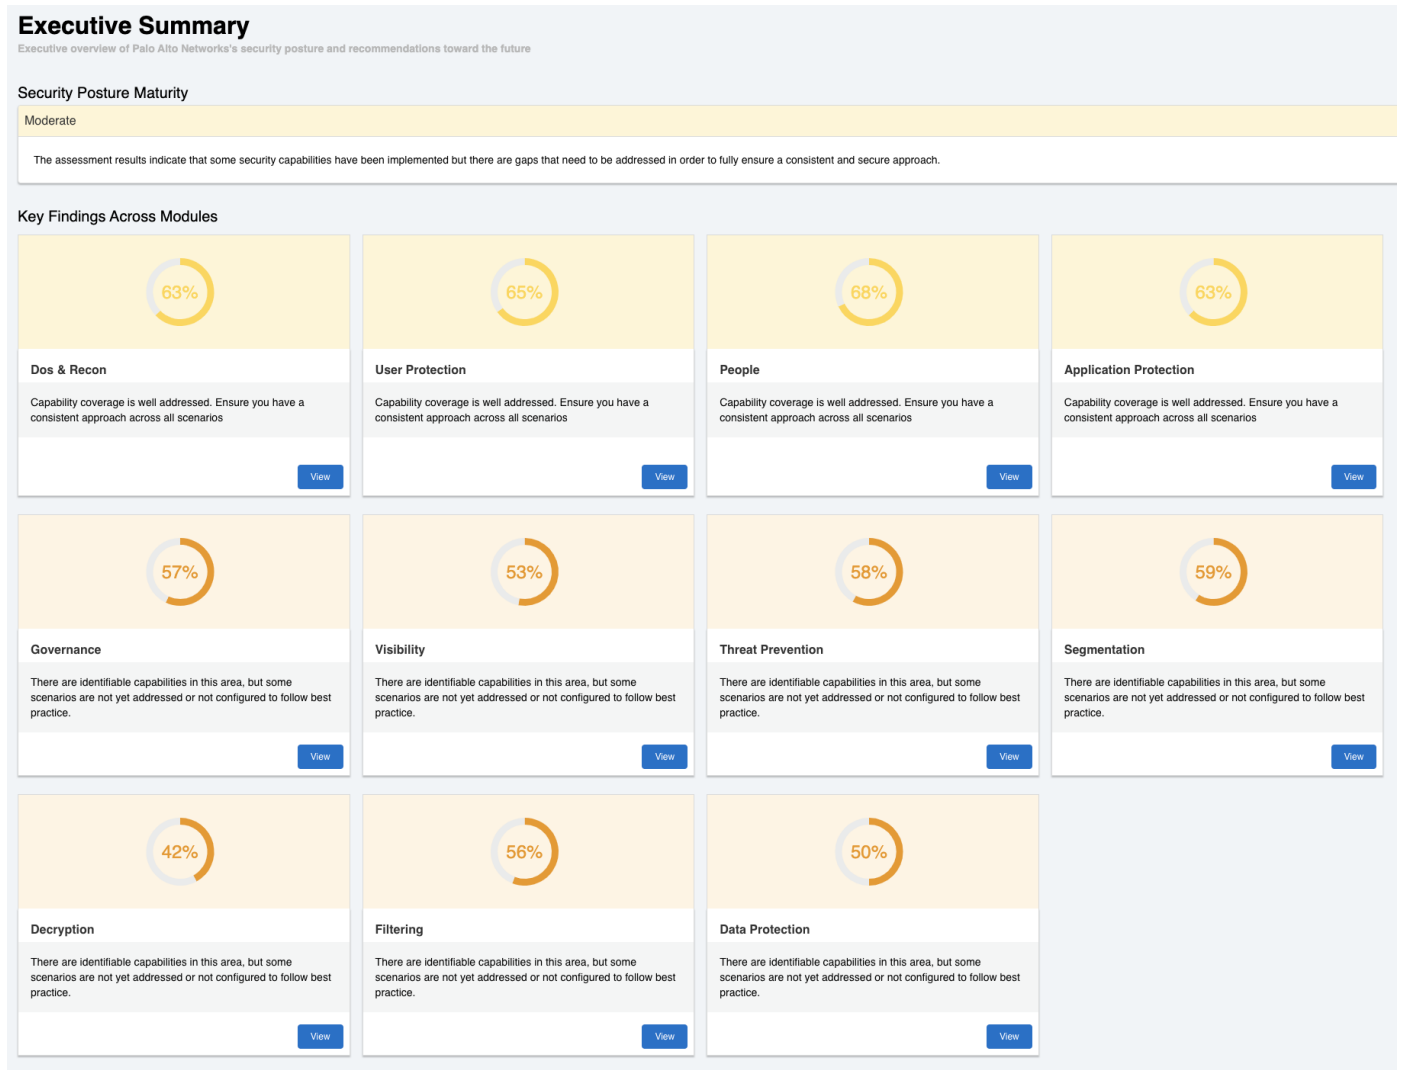 Executive Summary
Executive overview of Palo Alto Networks's security posture and recommendations toward the future
Security Posture Maturity
Moderate
The assessment results indicate that some security capabilities have been implemented but there are gaps that need to be addressed in order to fully ensure a consistent and secure approach.
Key Findings Across Modules
63%
Dos & Recon
Capability coverage is well addressed. Ensure you have a
consistent approach across all scenarios
View
65%
User Protection
Capability coverage is well addressed. Ensure you have a
consistent approach across all scenarios
View
68%
People
Capability coverage is well addressed. Ensure you have a
consistent approach across all scenarios
View
63%
Application Protection
Capability coverage is well addressed. Ensure you have a
consistent approach across all scenarios
View
57%
Governance
There are identifiable capabilities in this area, but some
scenarios are not yet addressed or not configured to follow best
practice.
View
53%
Visibility
There are identifiable capabilities in this area, but some
scenarios are not yet addressed or not configured to follow best
practice.
View
58%
Threat Prevention
There are identifiable capabilities in this area, but some
scenarios are not yet addressed or not configured to follow best
practice.
View
59%
Segmentation
There are identifiable capabilities in this area, but some
scenarios are not yet addressed or not configured to follow best
practice.
View
42%
Decryption
There are identifiable capabilities in this area, but some
scenarios are not yet addressed or not configured to follow best
practice.
View
56%
Filtering
There are identifiable capabilities in this area, but some
scenarios are not yet addressed or not configured to follow best
practice.
View
50%
Data Protection
There are identifiable capabilities in this area, but some
scenarios are not yet addressed or not configured to follow best
practice.
View